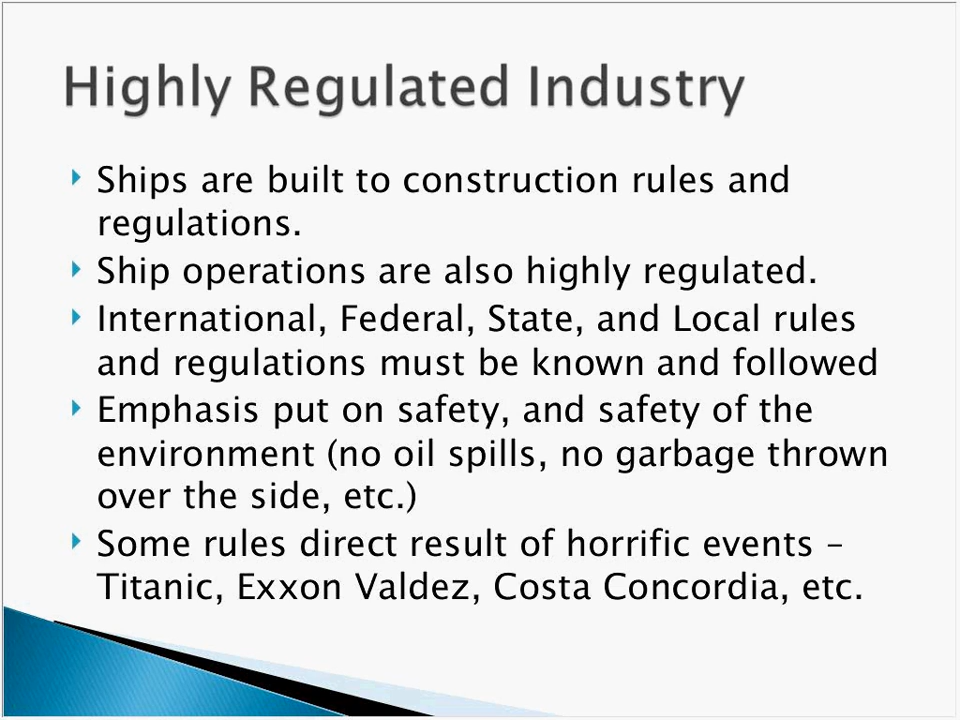 Highly Regulated Industry
Ships are built to construction rules and
regulations.
Ship operations are also highly regulated.
International, Federal, State, and Local rules
and regulations must be known and followed
Emphasis put on safety, and safety of the
environment (no oil spills, no garbage thrown
over the side, etc.)
Some rules direct result of horrific events –
Titanic, Exxon Valdez, Costa Concordia, etc.